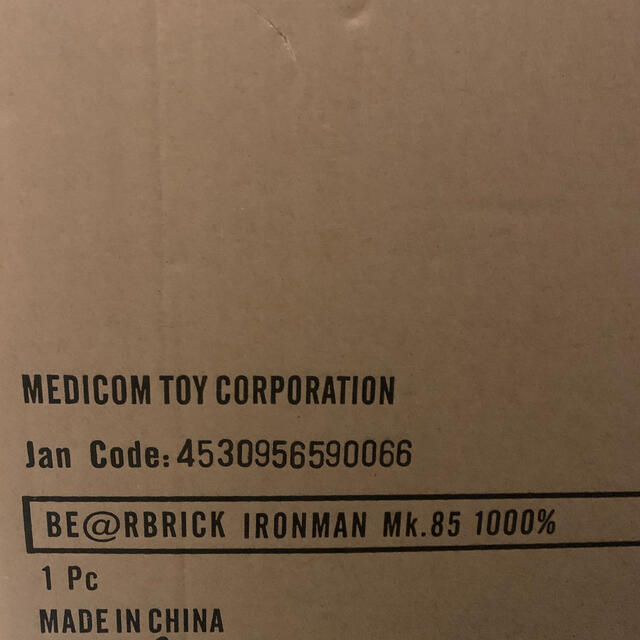 MEDICOM TOY CORPORATION
Jan Code: 4530956590066
BE@RBRICK IRONMAN Mk.85 1000%
1 Pc
MADE IN CHINA